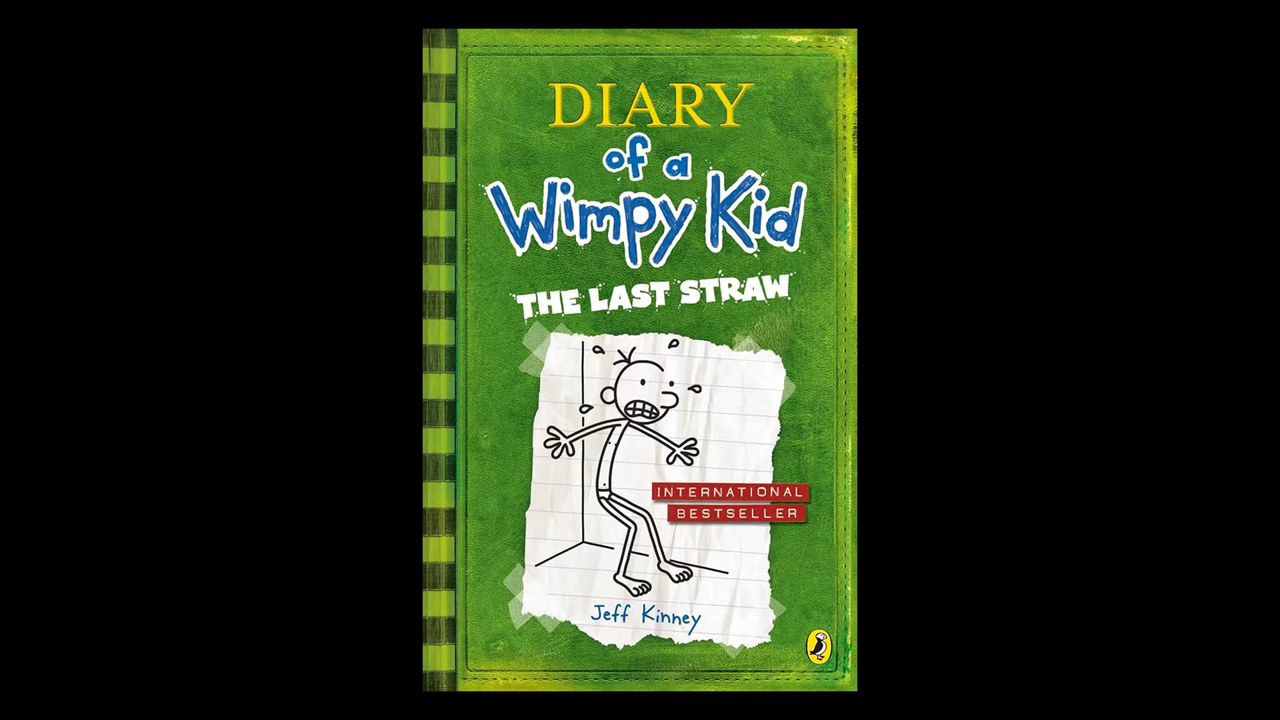 DIARY
of a
Wimpy Kid
THE LAST STRAW
INTERNATIONAL
BESTSELLER
Jeff Kinney